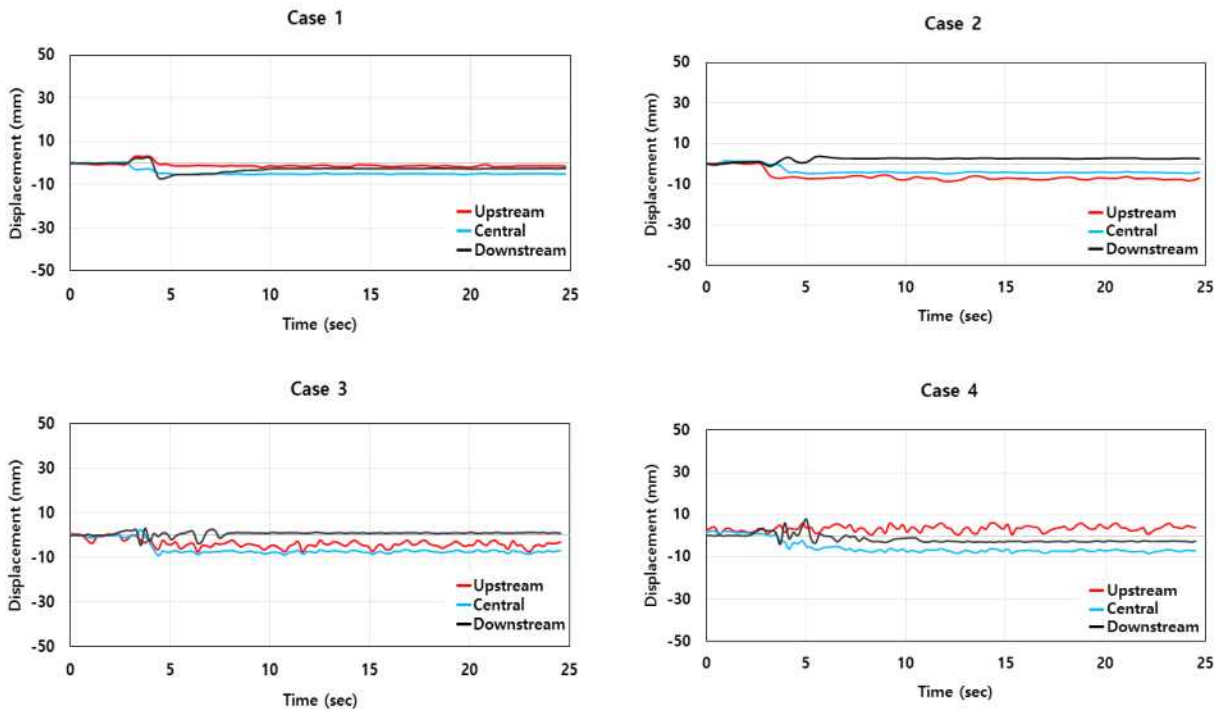 Case 1
50
30
10
-10
-30
-50
Displacement (mm)
Upstream
Central
Downstream
0 5 10 15 20 25
Time (sec)
Case 2
50
30
10
-10
-30
-50
Displacement (mm)
Upstream
Central
Downstream
0 5 10 15 20 25
Time (sec)
Case 3
50
30
10
-10
-30
-50
Displacement (mm)
Upstream
Central
Downstream
0 5 10 15 20 25
Time (sec)
Case 4
50
30
10
-10
-30
-50
Displacement (mm)
Upstream
Central
Downstream
0 5 10 15 20 25
Time (sec)